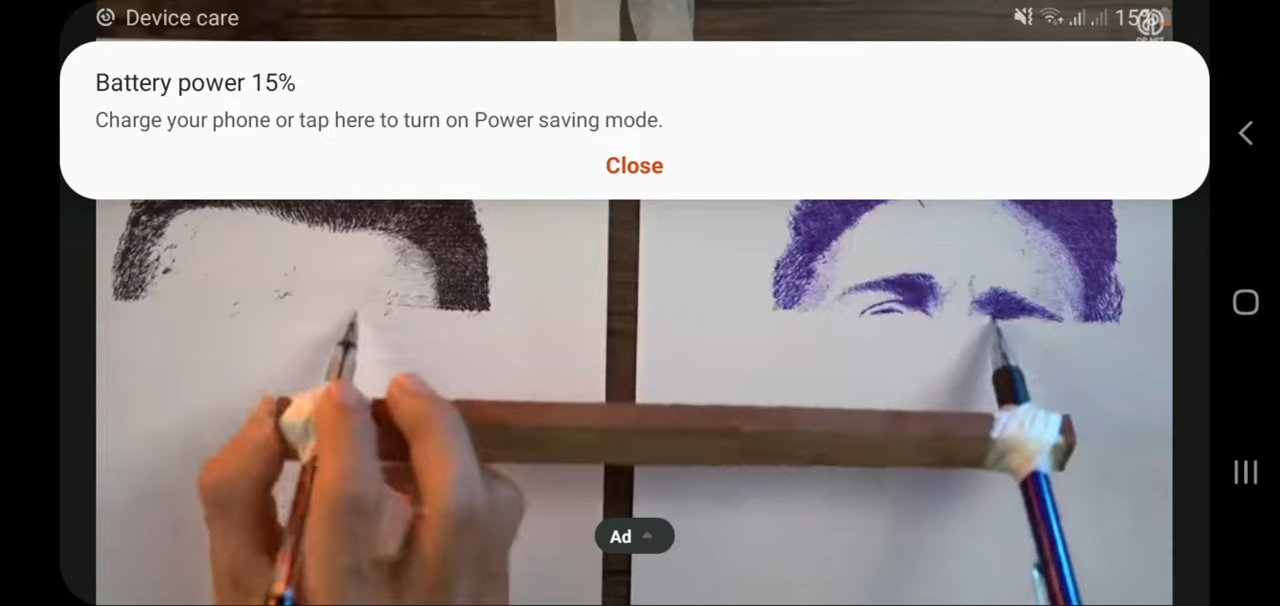 Device care
15%
Battery power 15%
Charge your phone or tap here to turn on Power saving mode.
Close
Ad